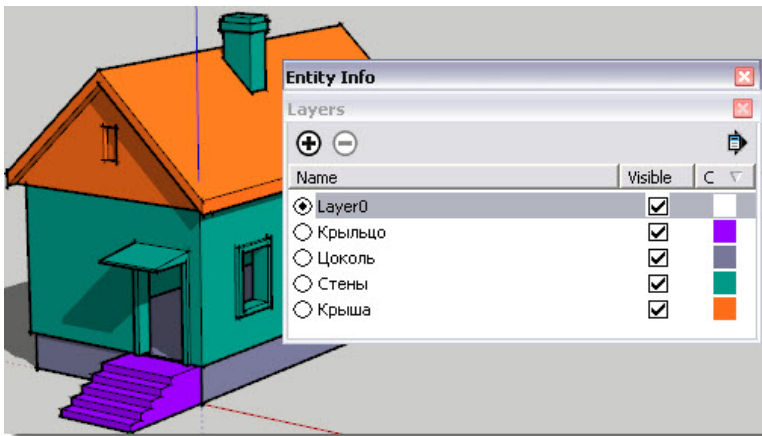 Entity Info
Layers
Name Visible C
Layer0
Крыльцо
Цоколь
Стены
Крыша